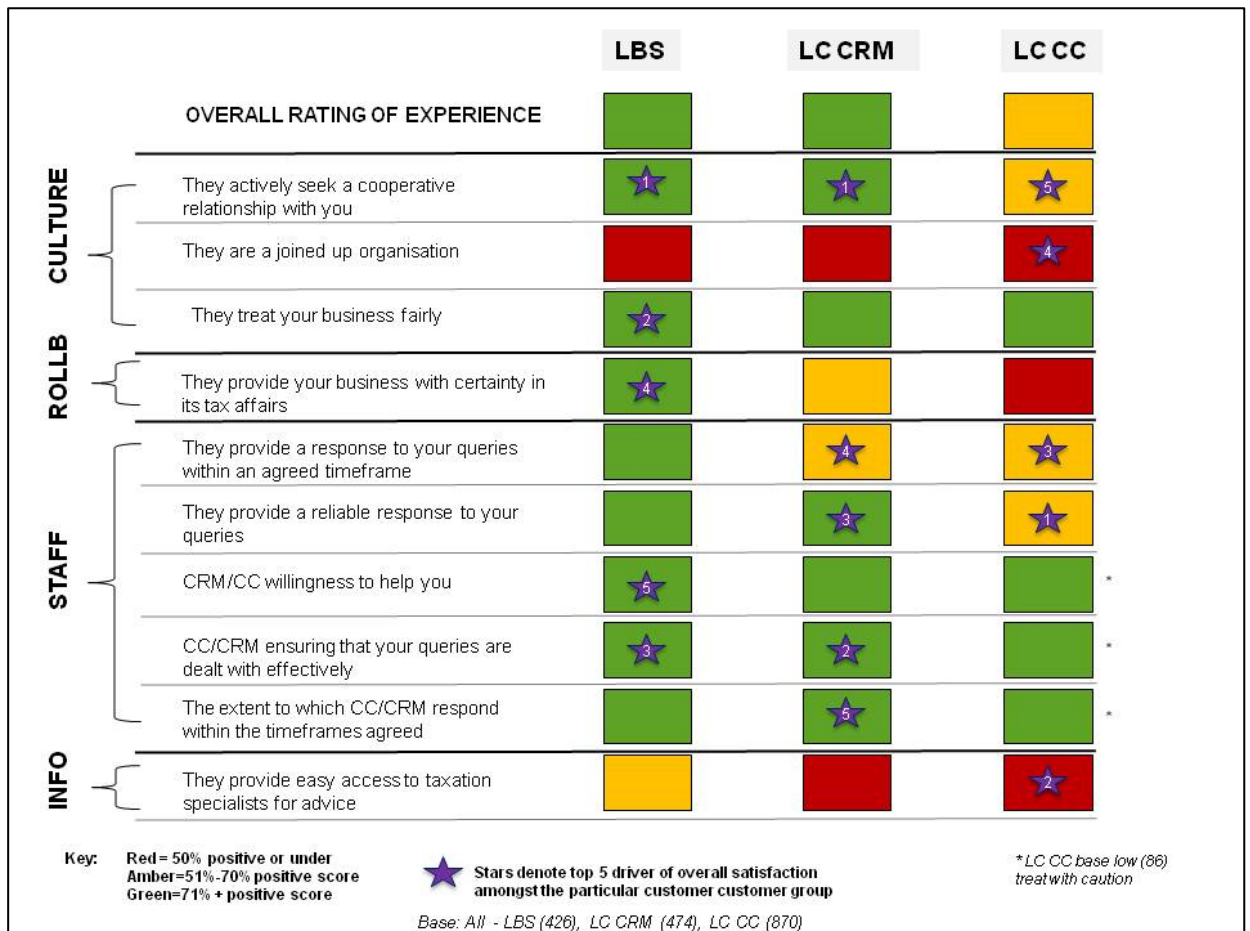 LBS
LC CRM
LC CC
OVERALL RATING OF EXPERIENCE
CULTURE
They actively seek a cooperative
relationship with you
1
1
5
They are a joined up organisation
4
They treat your business fairly
2
ROLLB
They provide your business with certainty in
its tax affairs
4
STAFF
They provide a response to your queries
within an agreed timeframe
4
3
They provide a reliable response to your
queries
3
1
CRM/CC willingness to help you
5
*
CC/CRM ensuring that your queries are
dealt with effectively
3
2
*
The extent to which CC/CRM respond
within the timeframes agreed
5
*
INFO
They provide easy access to taxation
specialists for advice
2
Key:
Red = 50% positive or under
Amber=51%-70% positive score
Green=71% + positive score
Stars denote top 5 driver of overall satisfaction
amongst the particular customer customer group
Base: All - LBS (426), LC CRM (474), LC CC (870)
* LC CC base low (86)
treat with caution